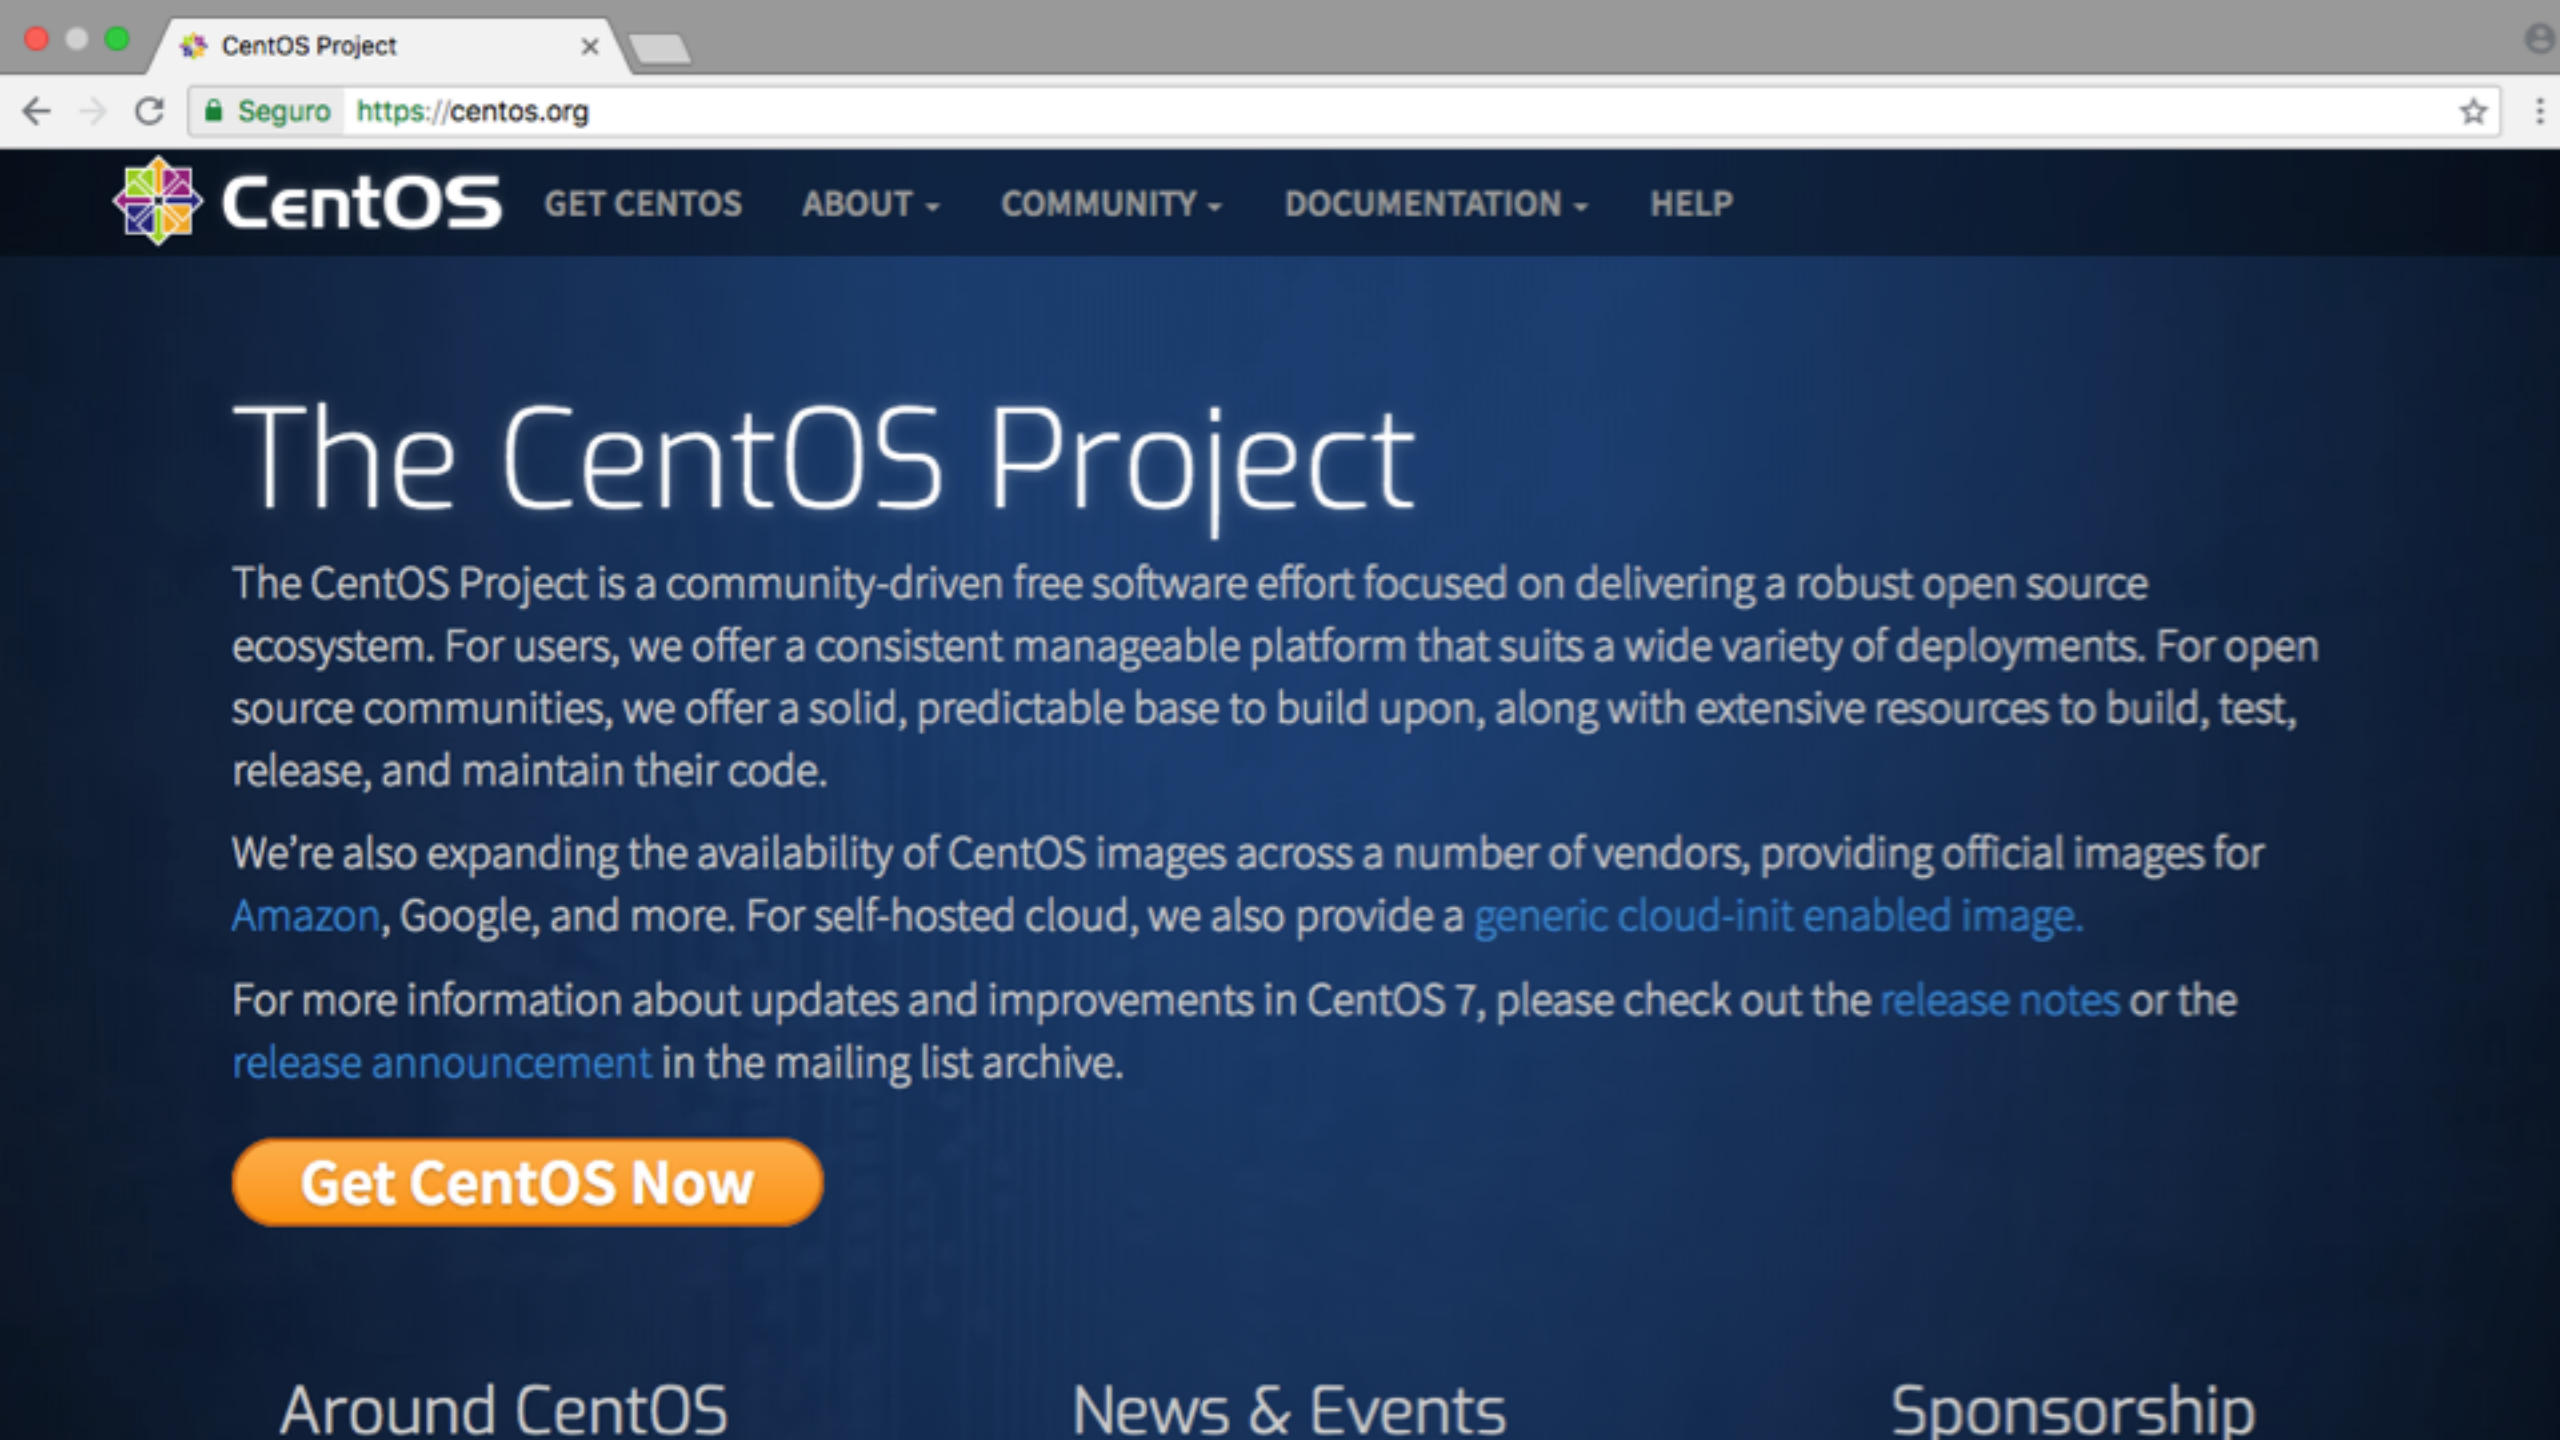 CentOS Project
Seguro https://centos.org
CentOS GET CENTOS ABOUT COMMUNITY DOCUMENTATION HELP
The CentOS Project
The CentOS Project is a community-driven free software effort focused on delivering a robust open source
ecosystem. For users, we offer a consistent manageable platform that suits a wide variety of deployments. For open
source communities, we offer a solid, predictable base to build upon, along with extensive resources to build, test,
release, and maintain their code.
We’re also expanding the availability of CentOS images across a number of vendors, providing official images for
Amazon, Google, and more. For self-hosted cloud, we also provide a generic cloud-init enabled image.
For more information about updates and improvements in CentOS 7, please check out the release notes or the
release announcement in the mailing list archive.
Get CentOS Now
Around CentOS News & Events Sponsorship